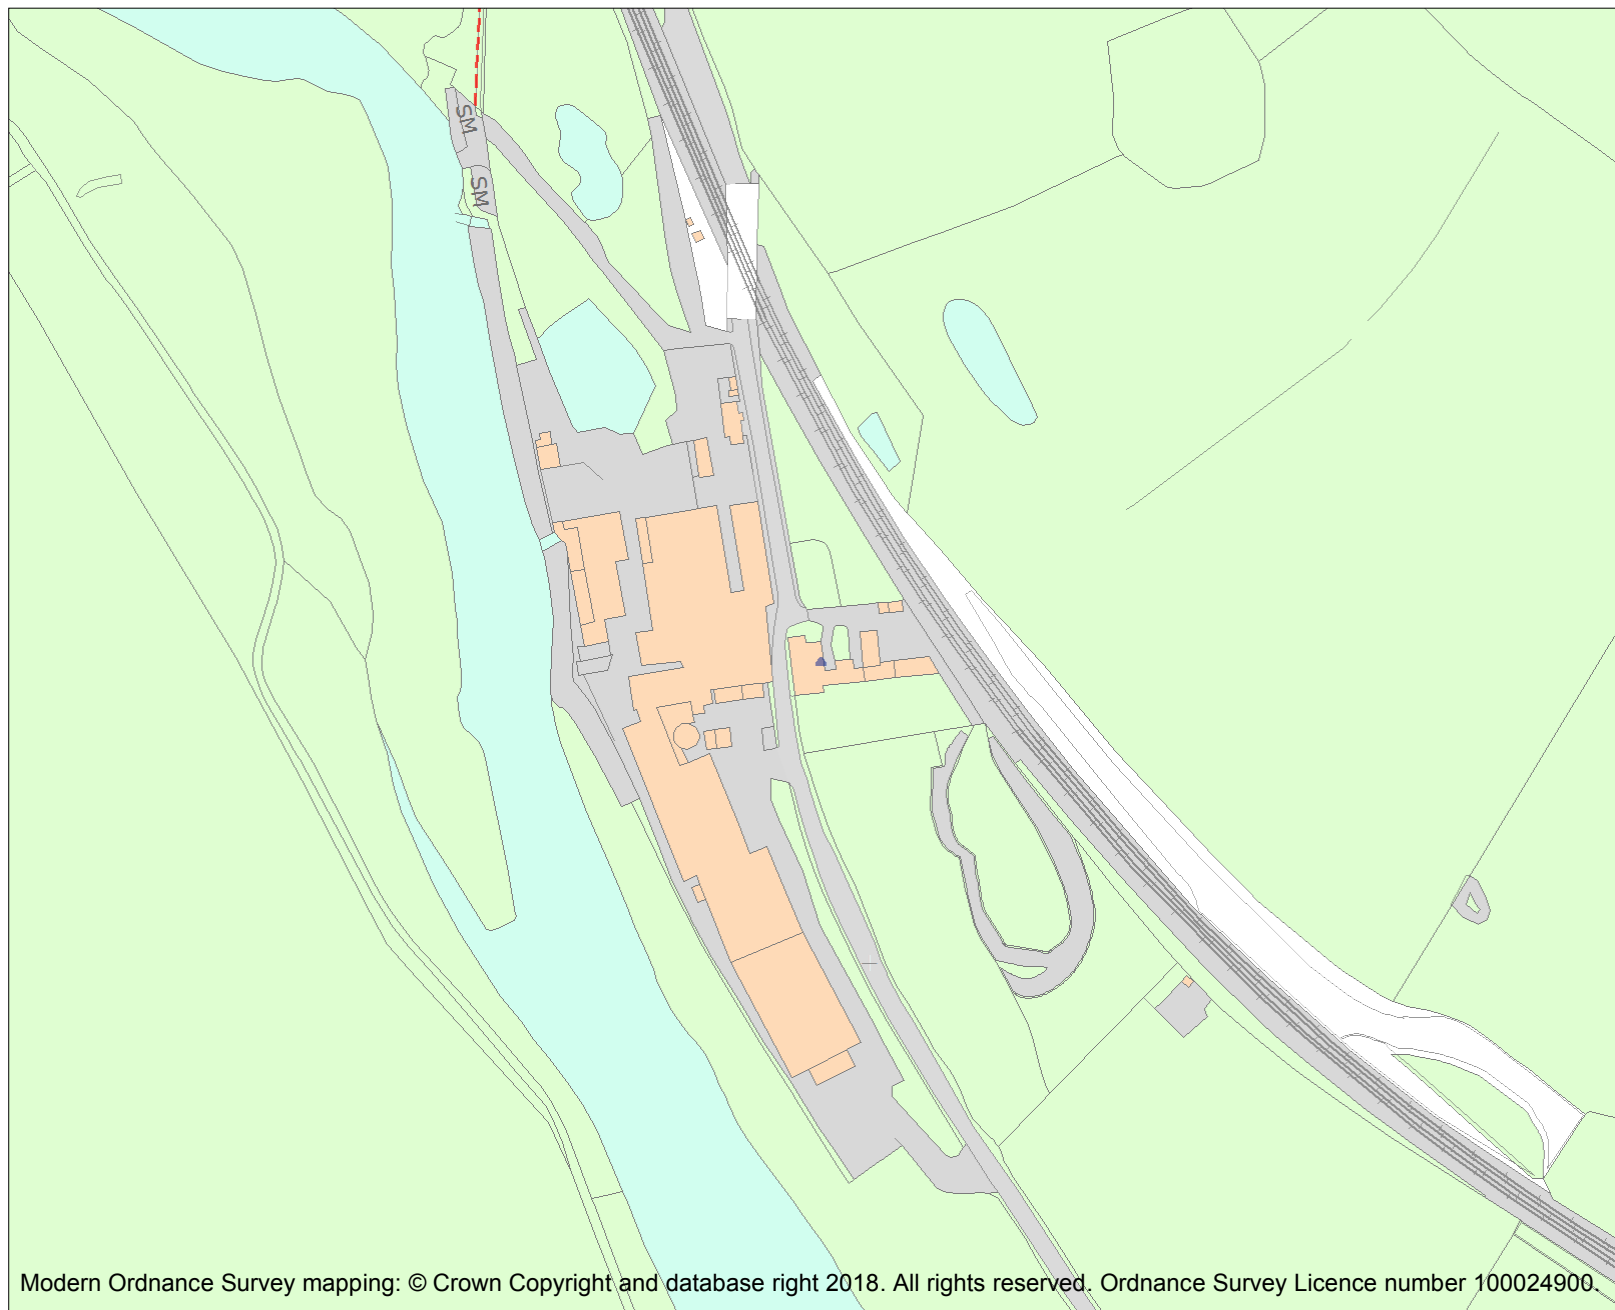 SM
SM
Modern Ordnance Survey mapping: © Crown Copyright and database right 2018. All rights reserved. Ordnance Survey Licence number 100024900.